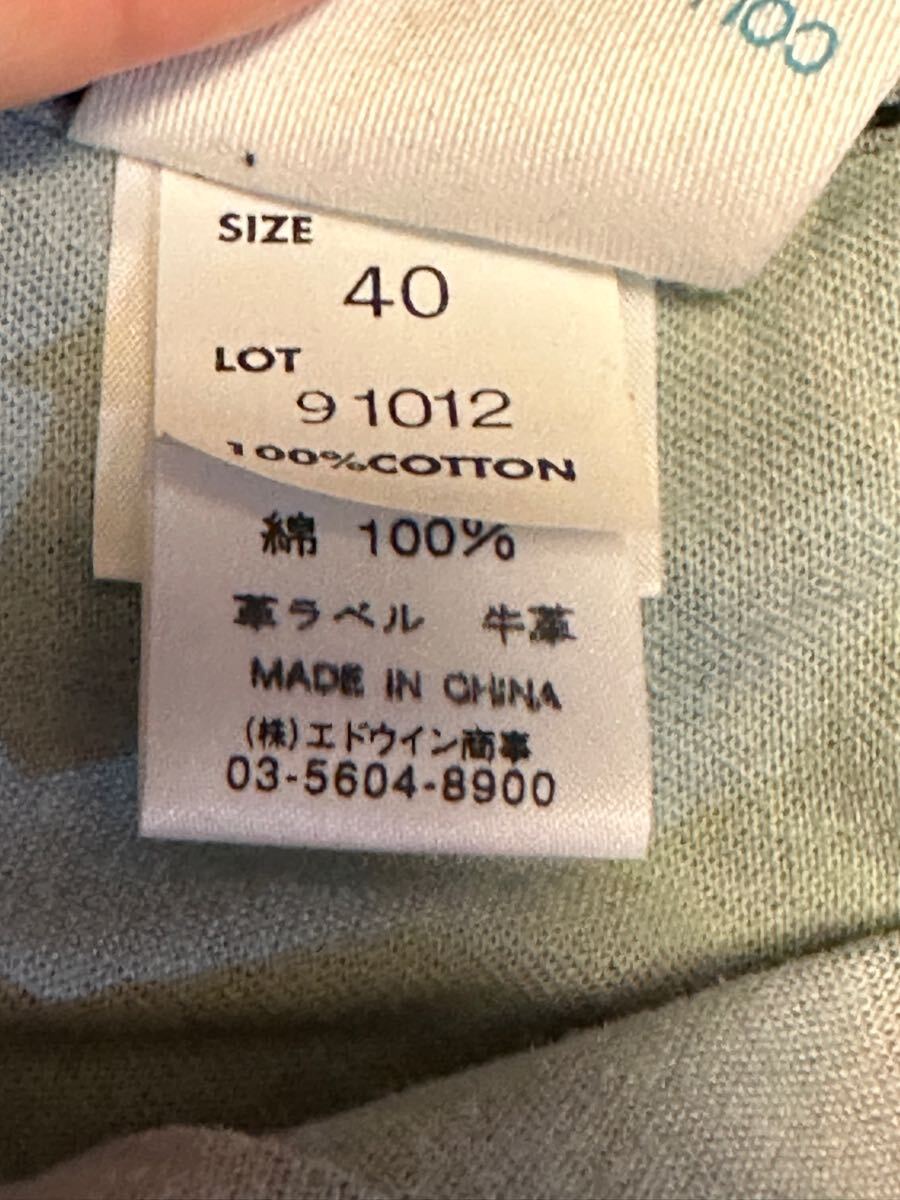 SIZE
40
LOT
91012
100%COTTON
綿 100%
革ラベル 牛革
MADE IN CHINA
(株)エドウイン商事
03-5604-8900